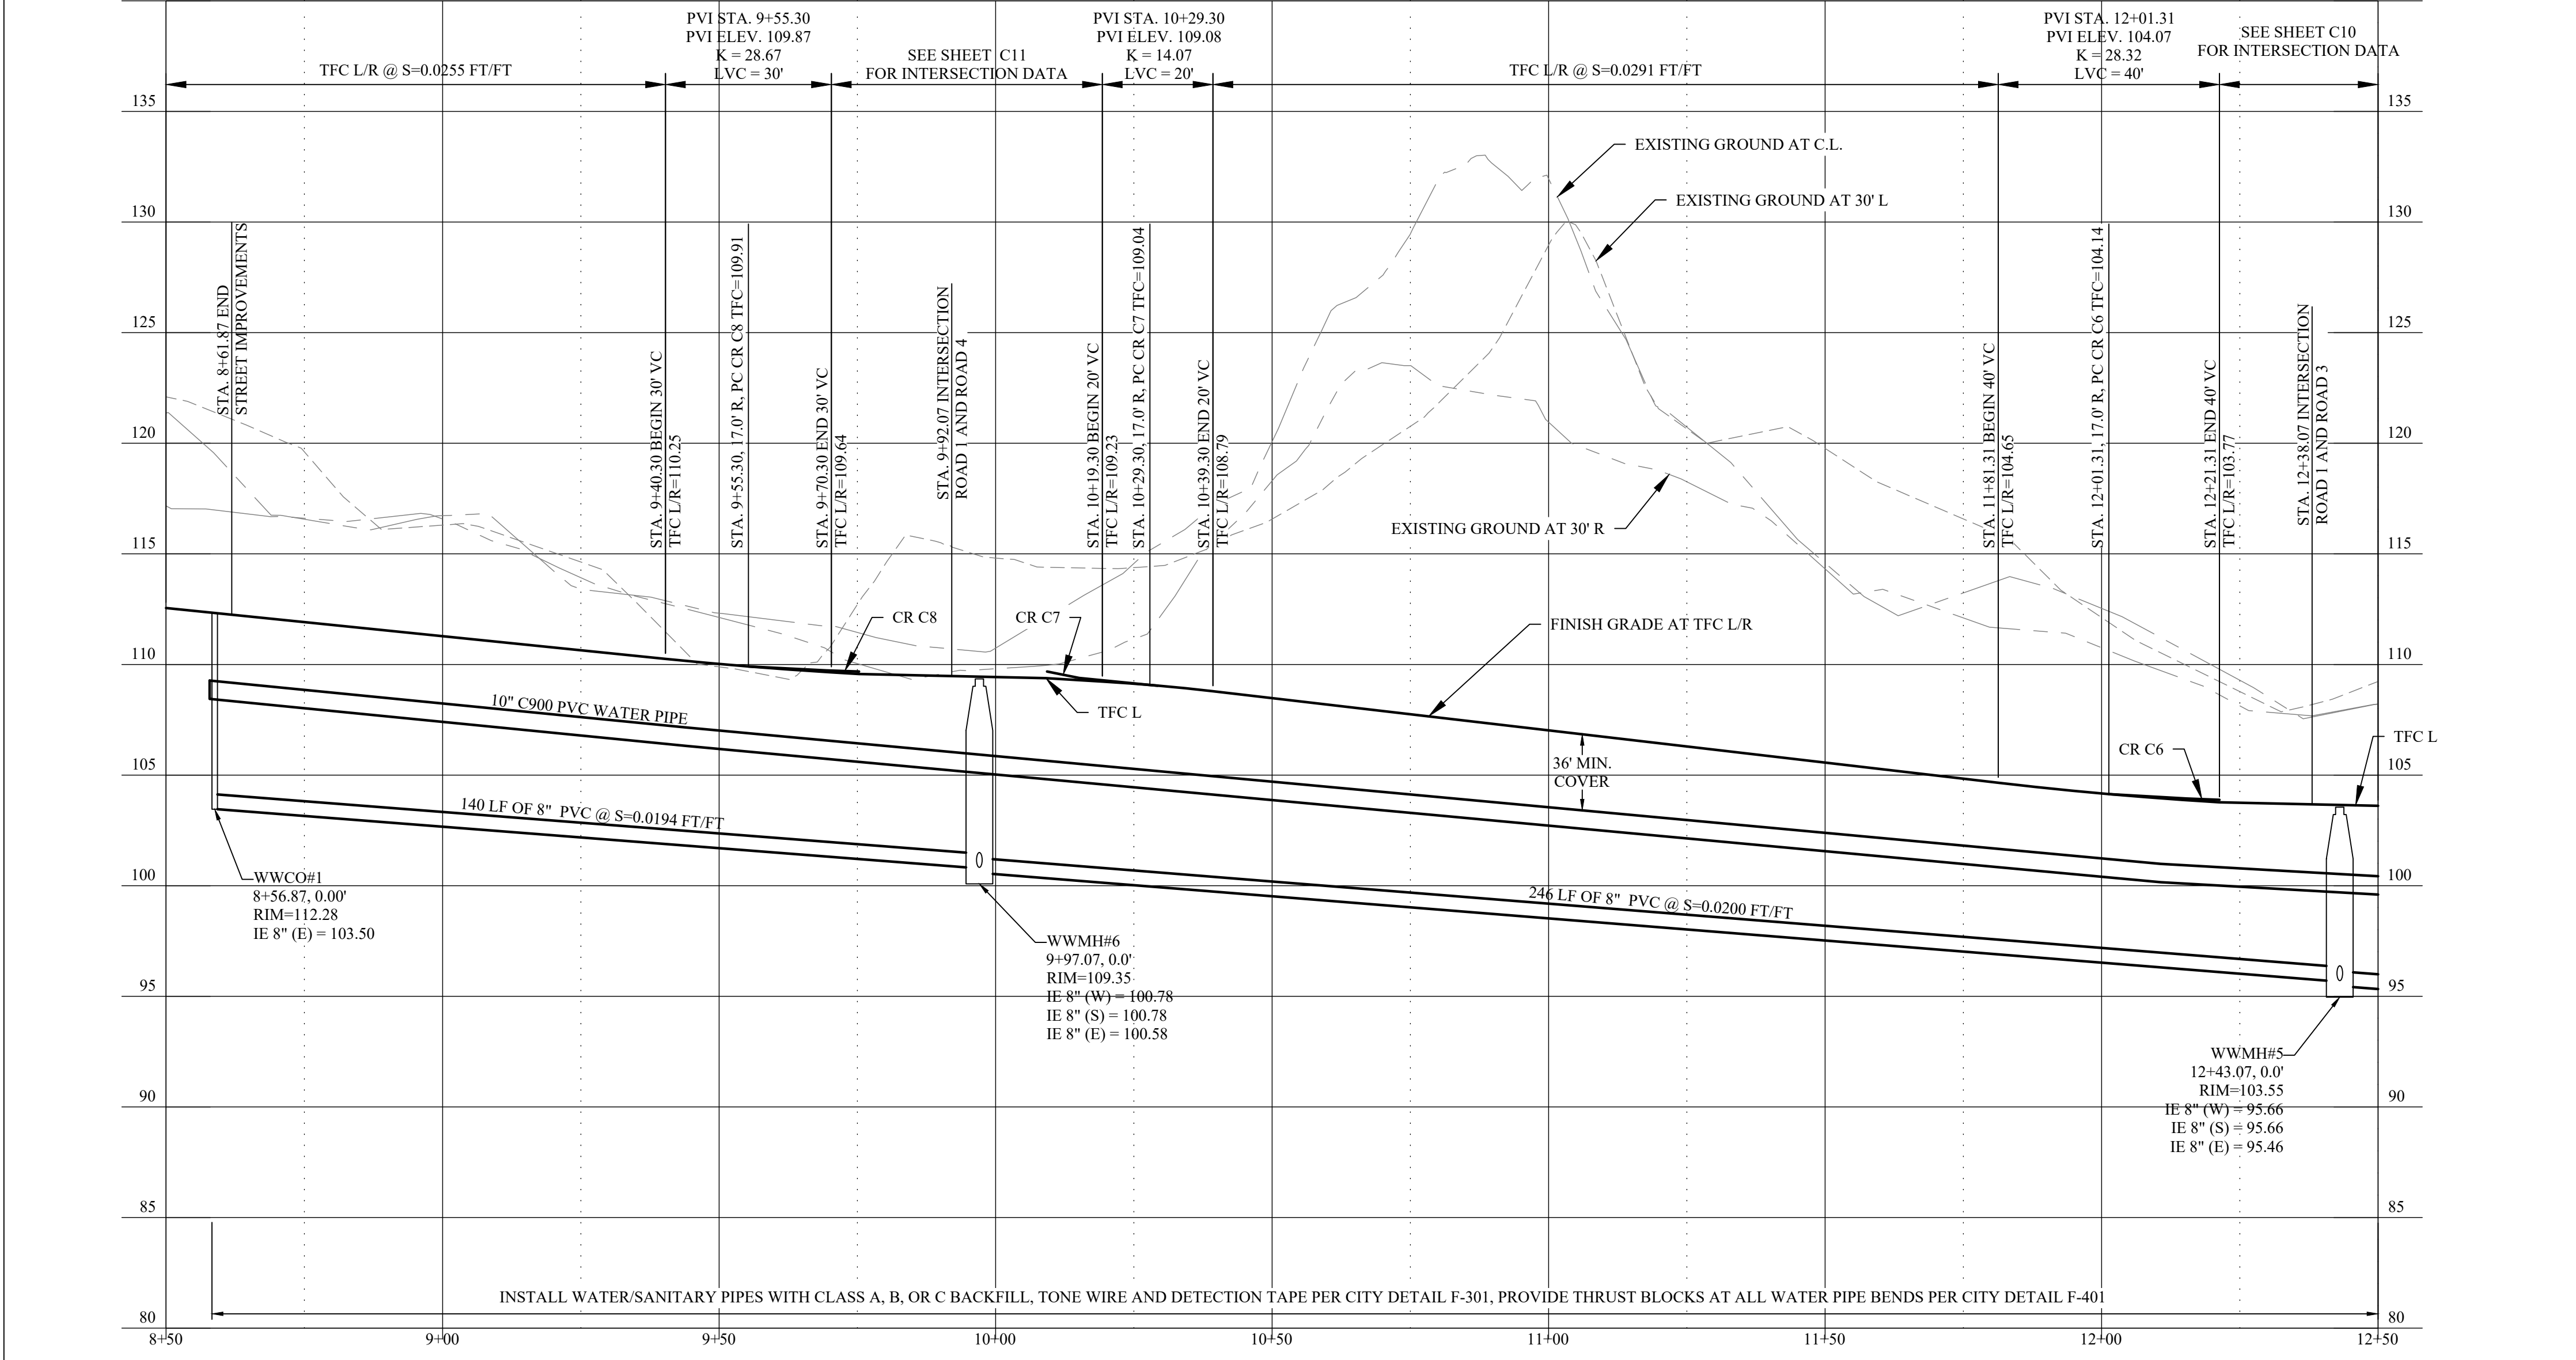 PVI STA. 9+55.30
PVI ELEV. 109.87
K = 28.67
LVC = 30'
PVI STA. 10+29.30
PVI ELEV. 109.08
K = 14.07
LVC = 20'
PVI STA. 12+01.31
PVI ELEV. 104.07
K = 28.32
LVC = 40'
TFC L/R @ S=0.0255 FT/FT
SEE SHEET C11
FOR INTERSECTION DATA
TFC L/R @ S=0.0291 FT/FT
SEE SHEET C10
FOR INTERSECTION DATA
135
135
130
130
125
125
120
120
115
115
110
110
105
105
100
100
95
95
90
90
85
85
80
80
STA. 8+61.87 END
STREET IMPROVEMENTS
STA. 9+40.30 BEGIN 30' VC
TFC L/R=110.25
STA. 9+55.30, 17.0' R, PC CR C8 TFC=109.91
STA. 9+70.30 END 30' VC
TFC L/R=109.64
STA. 9+92.07 INTERSECTION
ROAD 1 AND ROAD 4
STA. 10+19.30 BEGIN 20' VC
TFC L/R=109.23
STA. 10+29.30, 17.0' R, PC CR C7 TFC=109.04
STA. 10+39.30 END 20' VC
TFC L/R=108.79
STA. 11+81.31 BEGIN 40' VC
TFC L/R=104.65
STA. 12+01.31, 17.0' R, PC CR C6 TFC=104.14
STA. 12+21.31 END 40' VC
TFC L/R=103.77
STA. 12+38.07 INTERSECTION
ROAD 1 AND ROAD 3
EXISTING GROUND AT C.L.
EXISTING GROUND AT 30' L
EXISTING GROUND AT 30' R
CR C8
CR C7
FINISH GRADE AT TFC L/R
TFC L
10" C900 PVC WATER PIPE
36' MIN.
COVER
CR C6
TFC L
140 LF OF 8" PVC @ S=0.0194 FT/FT
246 LF OF 8" PVC @ S=0.0200 FT/FT
WWCO#1
8+56.87, 0.00'
RIM=112.28
IE 8" (E) = 103.50
WWMH#6
9+97.07, 0.0'
RIM=109.35
IE 8" (W) = 100.78
IE 8" (S) = 100.78
IE 8" (E) = 100.58
WWMH#5
12+43.07, 0.0'
RIM=103.55
IE 8" (W) = 95.66
IE 8" (S) = 95.66
IE 8" (E) = 95.46
INSTALL WATER/SANITARY PIPES WITH CLASS A, B, OR C BACKFILL, TONE WIRE AND DETECTION TAPE PER CITY DETAIL F-301, PROVIDE THRUST BLOCKS AT ALL WATER PIPE BENDS PER CITY DETAIL F-401
8+50
9+00
9+50
10+00
10+50
11+00
11+50
12+00
12+50